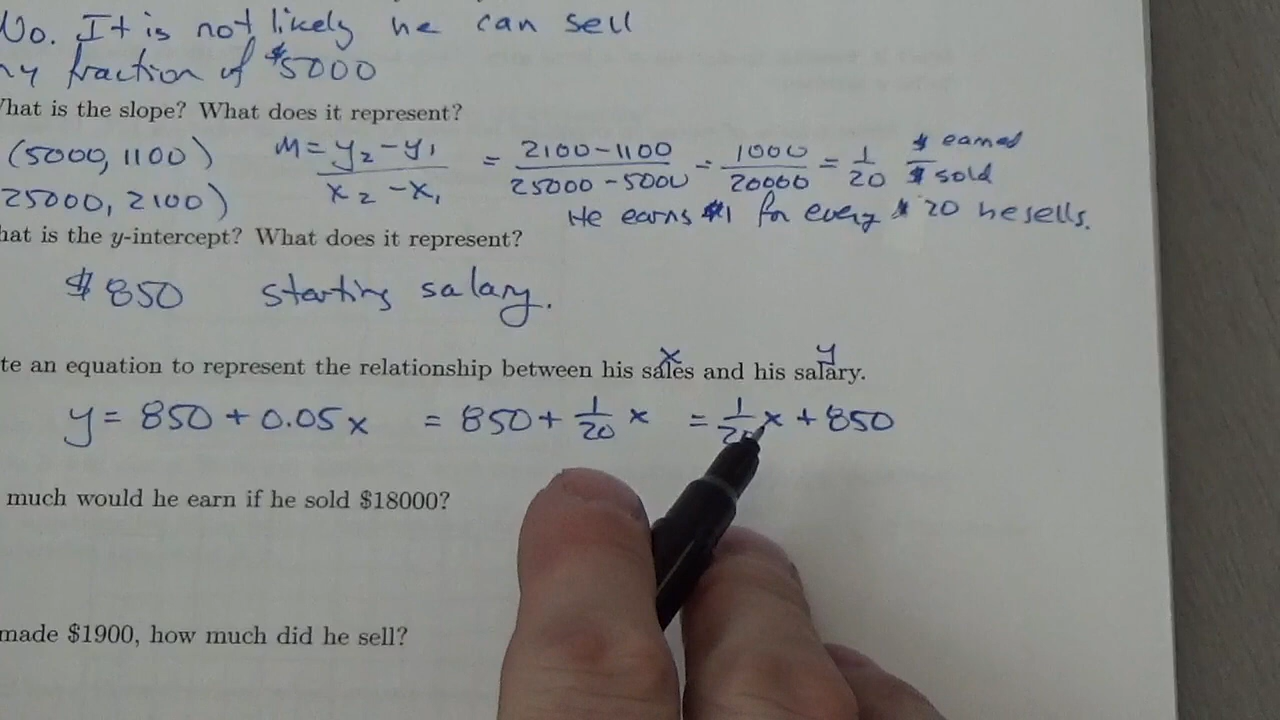 No. It is not likely he can sell
ny fraction of $5000
What is the slope? What does it represent?
(5000, 1100) M = y₂ - y₁ / x₂ - x₁ = 2100 - 1100 / 25000 - 5000 = 1000 / 20000 = 1/20 $ earned / $ sold
25000, 2100)
He earns $1 for every $20 he sells.
hat is the y-intercept? What does it represent?
$850 starting salary.
x y
te an equation to represent the relationship between his sales and his salary.
y = 850 + 0.05x = 850 + 1/20 x = 1/20 x + 850
much would he earn if he sold $18000?
made $1900, how much did he sell?